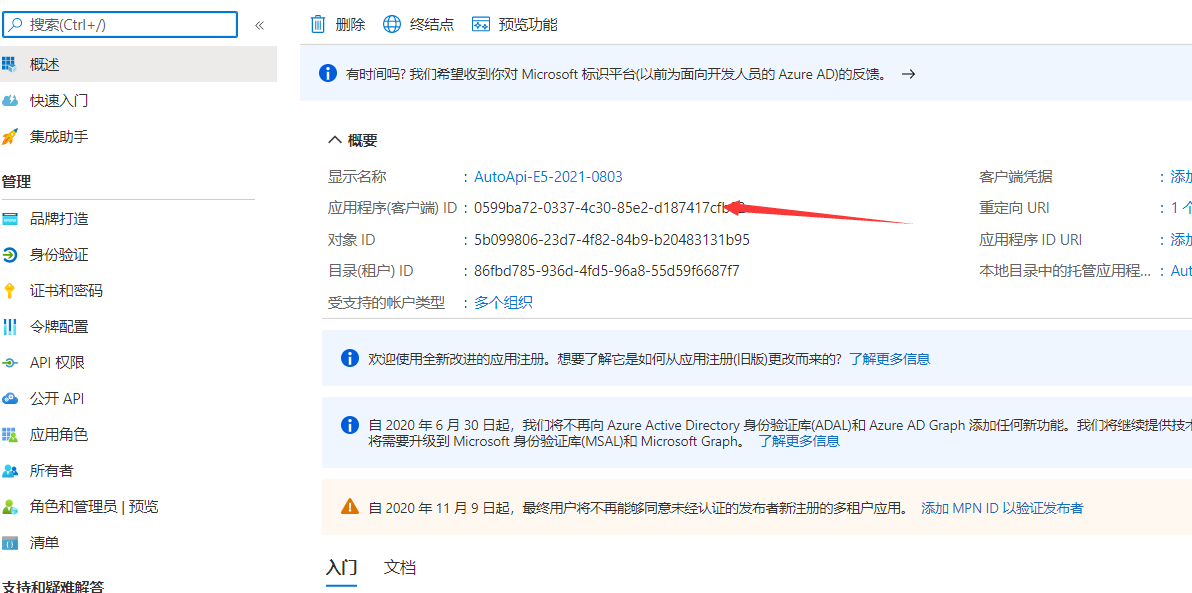 搜索(Ctrl+/)
«
删除
终结点
预览功能
概述
快速入门
集成助手
管理
品牌打造
身份验证
证书和密码
令牌配置
API 权限
公开 API
应用角色
所有者
角色和管理员 | 预览
清单
支持和疑难解答
有时间吗? 我们希望收到你对 Microsoft 标识平台(以前为面向开发人员的 Azure AD)的反馈。 →
概要
显示名称 : AutoApi-E5-2021-0803
应用程序(客户端) ID : 0599ba72-0337-4c30-85e2-d187417cf
对象 ID : 5b099806-23d7-4f82-84b9-b20483131b95
目录(租户) ID : 86fbd785-936d-4fd5-96a8-55d59f6687f7
受支持的帐户类型 : 多个组织
客户端凭据 : 添加
重定向 URI : 1 个
应用程序 ID URI : 添加
本地目录中的托管应用程... : Aut
欢迎使用全新改进的应用注册。想要了解它是如何从应用注册(旧版)更改而来的? 了解更多信息
自 2020 年 6 月 30 日起，我们将不再向 Azure Active Directory 身份验证库(ADAL)和 Azure AD Graph 添加任何新功能。我们将继续提供技术
将需要升级到 Microsoft 身份验证库(MSAL)和 Microsoft Graph。 了解更多信息
自 2020 年 11 月 9 日起，最终用户将不再能够同意未经认证的发布者新注册的多租户应用。 添加 MPN ID 以验证发布者
入门 文档